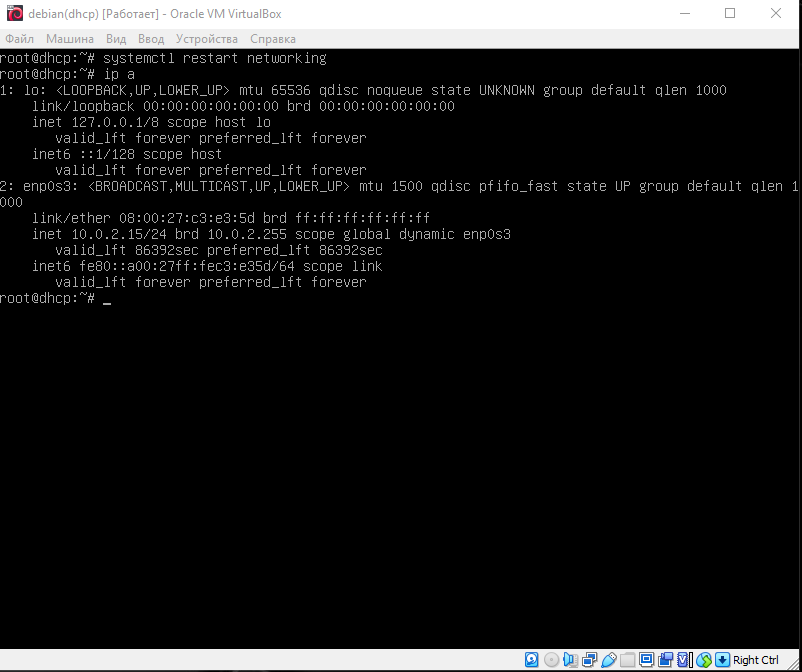 debian(dhcp) [Работает] - Oracle VM VirtualBox
Файл Машина Вид Ввод Устройства Справка
root@dhcp:~# systemctl restart networking
root@dhcp:~# ip a
1: lo: <LOOPBACK,UP,LOWER_UP> mtu 65536 qdisc noqueue state UNKNOWN group default qlen 1000
    link/loopback 00:00:00:00:00:00 brd 00:00:00:00:00:00
    inet 127.0.0.1/8 scope host lo
       valid_lft forever preferred_lft forever
    inet6 ::1/128 scope host
       valid_lft forever preferred_lft forever
2: enp0s3: <BROADCAST,MULTICAST,UP,LOWER_UP> mtu 1500 qdisc pfifo_fast state UP group default qlen 1
000
    link/ether 08:00:27:c3:e3:5d brd ff:ff:ff:ff:ff:ff
    inet 10.0.2.15/24 brd 10.0.2.255 scope global dynamic enp0s3
       valid_lft 86392sec preferred_lft 86392sec
    inet6 fe80::a00:27ff:fec3:e35d/64 scope link
       valid_lft forever preferred_lft forever
root@dhcp:~# _
Right Ctrl